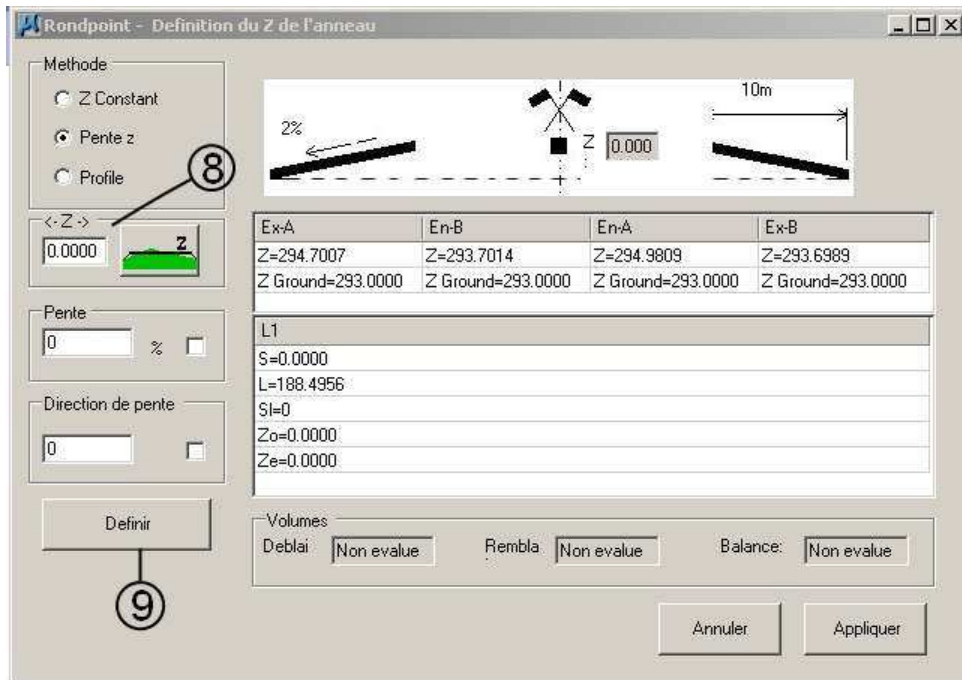 Rondpoint - Definition du Z de l'anneau
Methode
Z Constant
Pente z
Profile
8
<- Z ->
0.0000
Z
Pente
0 %
Direction de pente
0
Definir
9
2%
Z 0.000
10m
Ex-A En-B En-A Ex-B
Z=294.7007 Z=293.7014 Z=294.9809 Z=293.6989
Z Ground=293.0000 Z Ground=293.0000 Z Ground=293.0000 Z Ground=293.0000
L1
S=0.0000
L=188.4956
Sl=0
Zo=0.0000
Ze=0.0000
Volumes
Deblai Non evalue Rembla Non evalue Balance: Non evalue
Annuler Appliquer